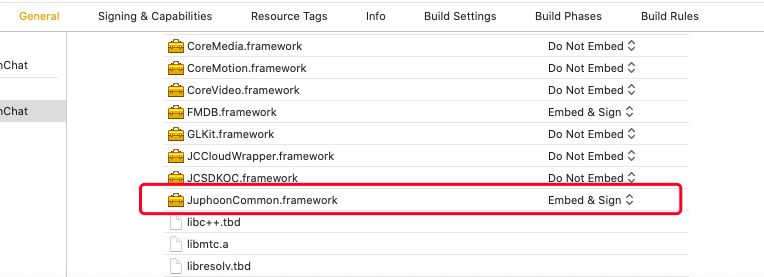 General Signing & Capabilities Resource Tags Info Build Settings Build Phases Build Rules
CoreMedia.framework Do Not Embed
nChat CoreMotion.framework Do Not Embed
CoreVideo.framework Do Not Embed
nChat FMDB.framework Embed & Sign
GLKit.framework Do Not Embed
JCCloudWrapper.framework Do Not Embed
JCSDKOC.framework Do Not Embed
JuphoonCommon.framework Embed & Sign
libc++.tbd
libmtc.a
libresolv.tbd